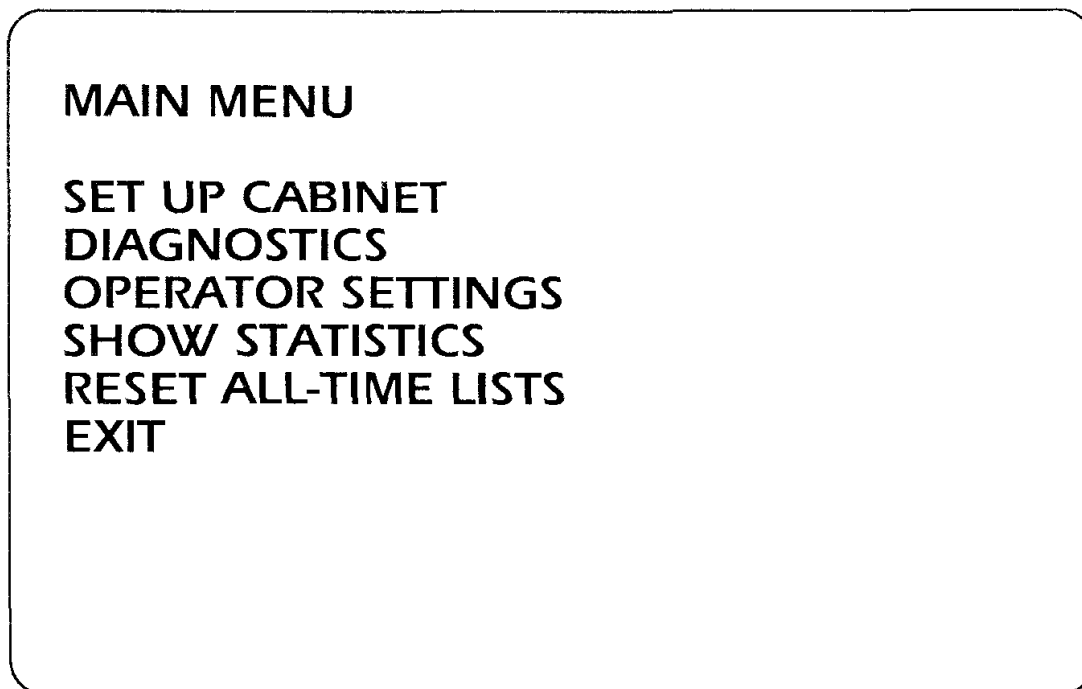 MAIN MENU
SET UP CABINET
DIAGNOSTICS
OPERATOR SETTINGS
SHOW STATISTICS
RESET ALL-TIME LISTS
EXIT